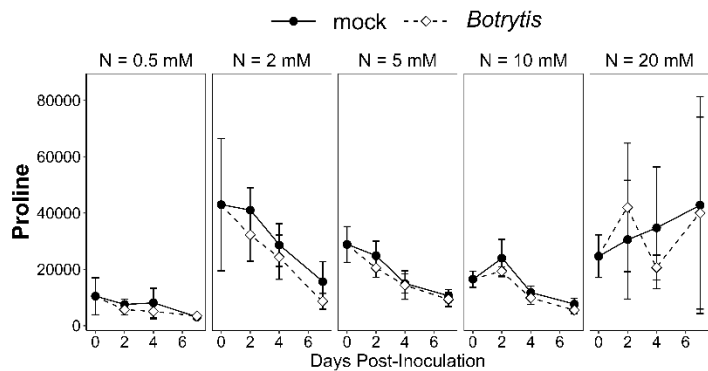 mock Botrytis
N = 0.5 mM N = 2 mM N = 5 mM N = 10 mM N = 20 mM
Proline
80000
60000
40000
20000
0
0 2 4 6 0 2 4 6 0 2 4 6 0 2 4 6 0 2 4 6
Days Post-Inoculation